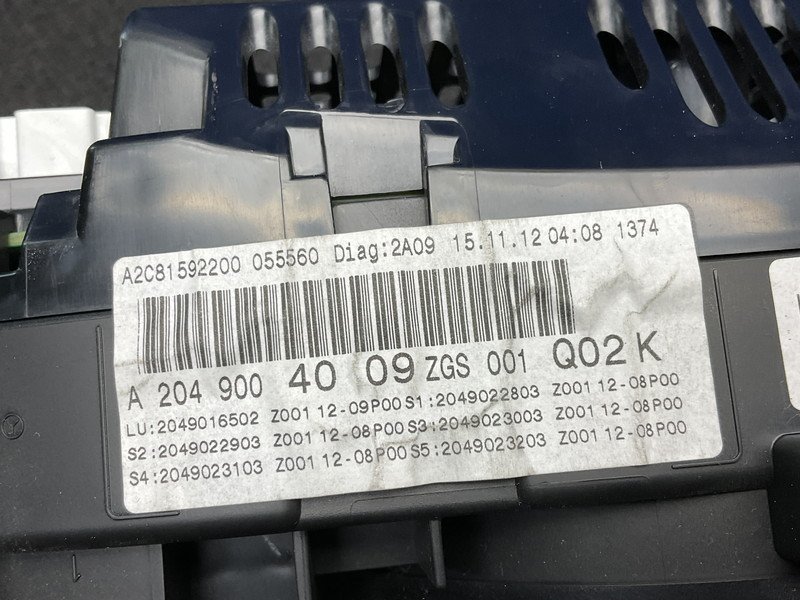 A2C81592200 055560 Diag:2A09 15.11.12 04:08 1374
A 204 900 40 09 ZGS 001 Q02 K
LU:2049016502 Z001 12-09P00 S1:2049022803 Z001 12-08P00
S2:2049022903 Z001 12-08P00 S3:2049023003 Z001 12-08P00
S4:2049023103 Z001 12-08P00 S5:2049023203 Z001 12-08P00